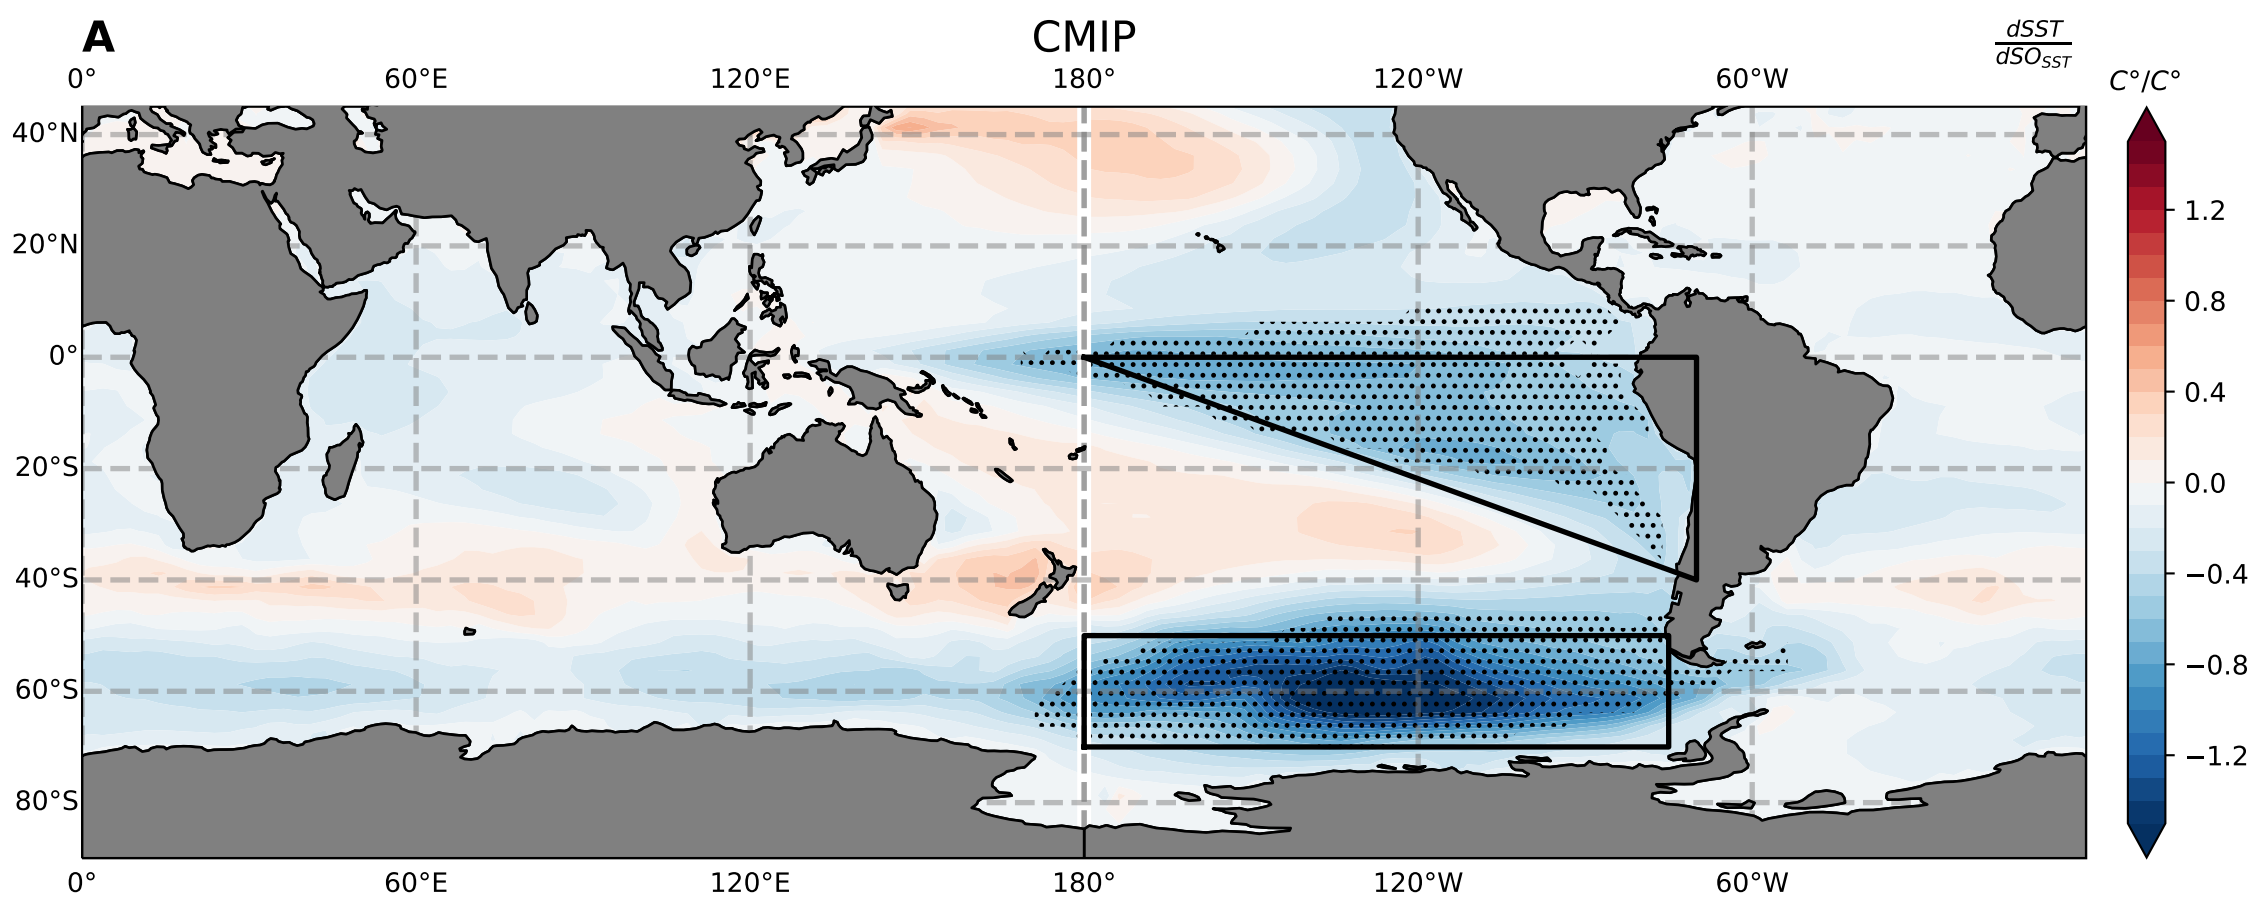 A
CMIP
dSST
dSO_SST
C°/C°
0° 60°E 120°E 180° 120°W 60°W
40°N
20°N
0°
20°S
40°S
60°S
80°S
0° 60°E 120°E 180° 120°W 60°W
1.2
0.8
0.4
0.0
−0.4
−0.8
−1.2